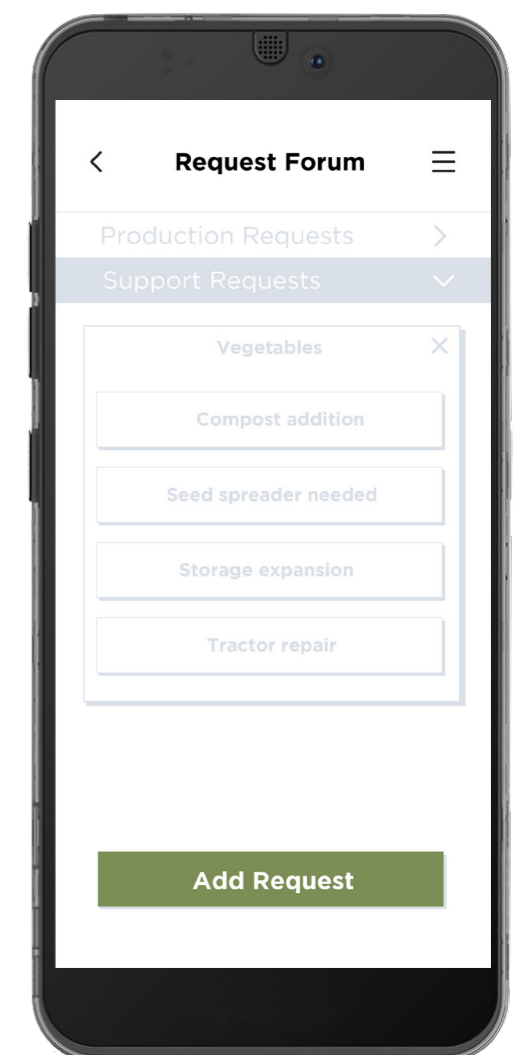 Request Forum
Production Requests
Support Requests
Vegetables
Compost addition
Seed spreader needed
Storage expansion
Tractor repair
Add Request